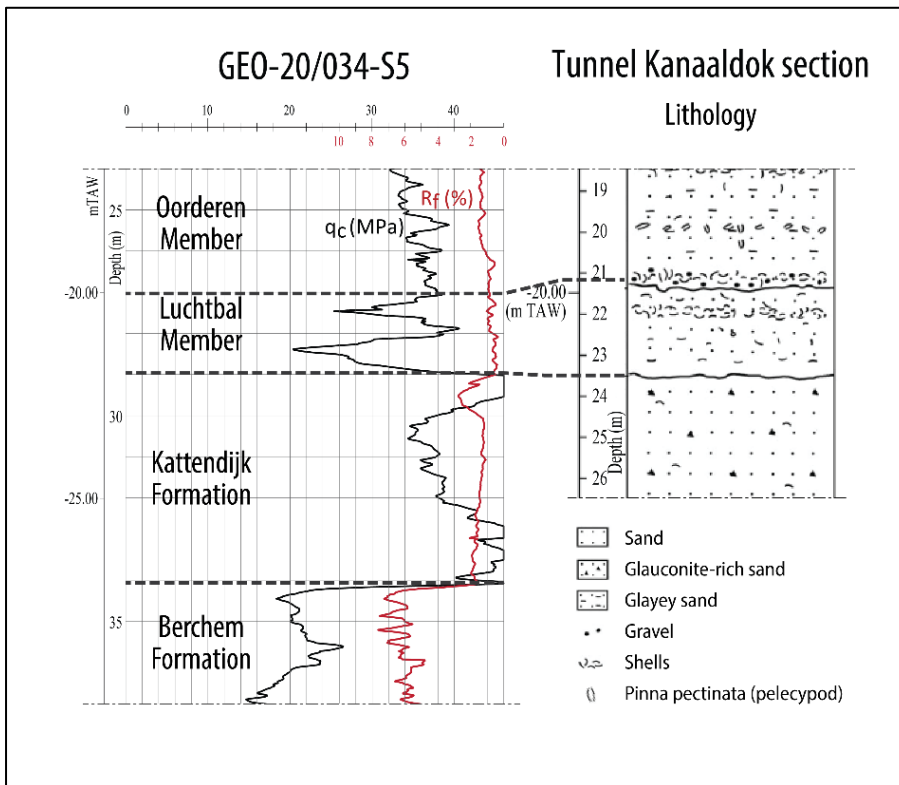 GEO-20/034-S5
Tunnel Kanaaldok section
Lithology
0 10 20 30 40
10 8 6 4 2 0
mTAW
Depth (m)
25
-20.00
30
-25.00
35
Oorderen
Member
qc (MPa)
Rf (%)
Luchtbal
Member
Kattendijk
Formation
Berchem
Formation
-20.00
(m TAW)
19
20
21
22
23
24
25
26
Depth (m)
Sand
Glauconite-rich sand
Glayey sand
Gravel
Shells
Pinna pectinata (pelecypod)